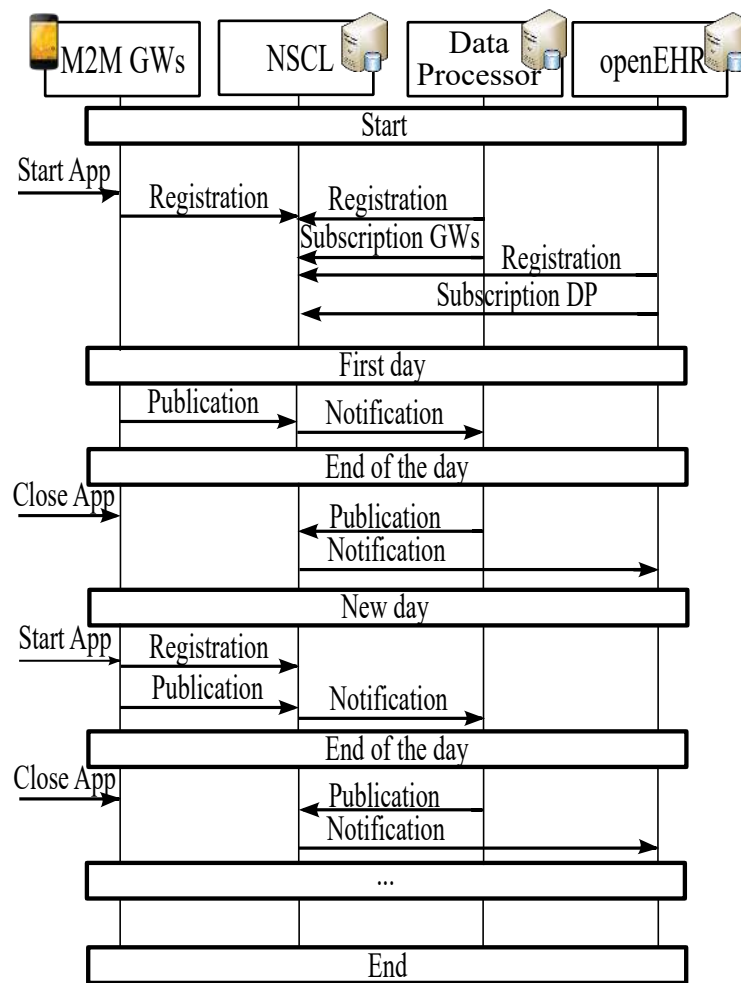 M2M GWs
NSCL
Data
Processor
openEHR
Start
Start App
Registration
Registration
Subscription GWs
Registration
Subscription DP
First day
Publication
Notification
End of the day
Close App
Publication
Notification
New day
Start App
Registration
Publication
Notification
End of the day
Close App
Publication
Notification
...
End